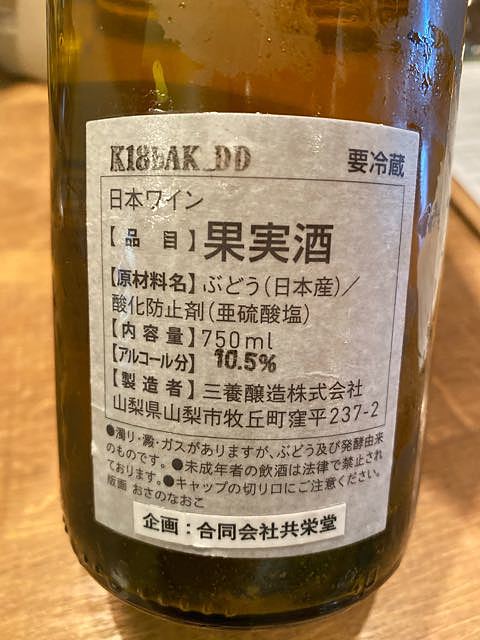 K18bAK_DD 要冷蔵
日本ワイン
【品 目】果実酒
【原材料名】ぶどう(日本産)/
酸化防止剤(亜硫酸塩)
【内容量】750ml
【アルコール分】 10.5%
【製造者】三養醸造株式会社
山梨県山梨市牧丘町窪平237-2
●濁り・澱・ガスがありますが、ぶどう及び発酵由来
のものです。●未成年者の飲酒は法律で禁止され
ております。●キャップの切り口にご注意ください。
版画 おさのなおこ
企画:合同会社共栄堂